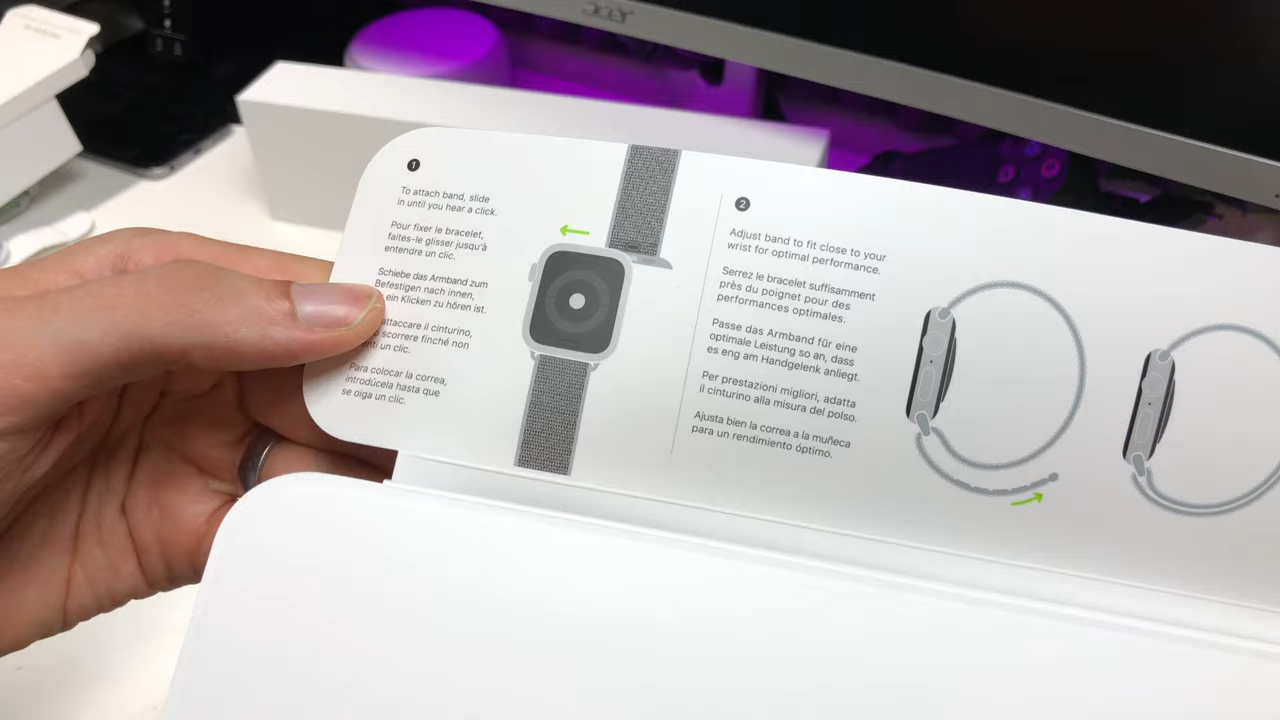 acer
1
To attach band, slide
in until you hear a click.
Pour fixer le bracelet,
faites-le glisser jusqu'à
entendre un clic.
Schiebe das Armband zum
Befestigen nach innen,
ein Klicken zu hören ist.
attaccare il cinturino,
scorrere finché non
un clic.
Para colocar la correa,
introdúcela hasta que
se oiga un clic.
2
Adjust band to fit close to your
wrist for optimal performance.
Serrez le bracelet suffisamment
près du poignet pour des
performances optimales.
Passe das Armband für eine
optimale Leistung so an, dass
es eng am Handgelenk anliegt.
Per prestazioni migliori, adatta
il cinturino alla misura del polso.
Ajusta bien la correa a la muñeca
para un rendimiento óptimo.